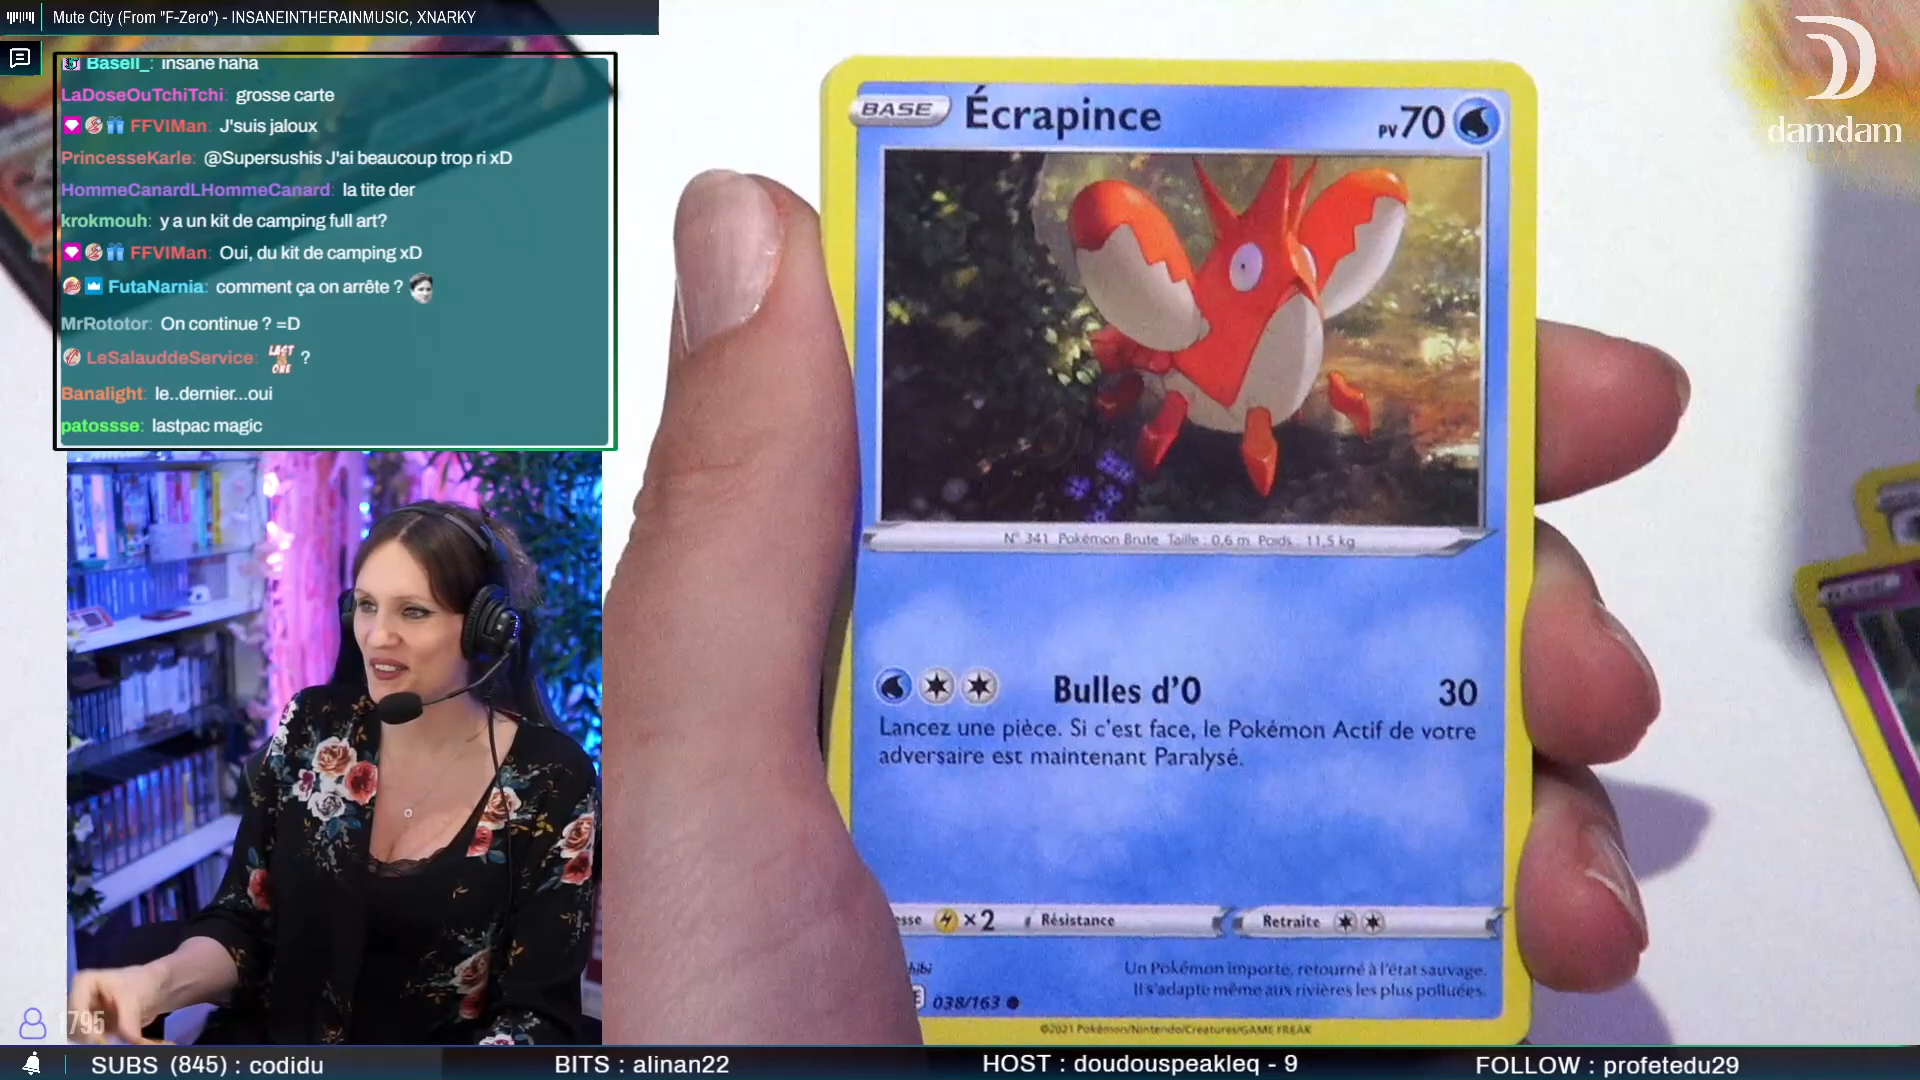 Mute City (From "F-Zero") - INSANEINTHERAINMUSIC, XNARKY
Basell_: insane haha
LaDoseOuTchiTchi: grosse carte
FFVIMan: J'suis jaloux
PrincesseKarle: @Supersushis J'ai beaucoup trop ri xD
HommeCanardLHommeCanard: la tite der
krokmouh: y a un kit de camping full art?
FFVIMan: Oui, du kit de camping xD
FutaNarnia: comment ça on arrête ?
MrRototor: On continue ? =D
LeSalauddeService: LAST ONE ?
Banalight: le..dernier...oui
patossse: lastpac magic
damdam
LIVE
BASE Écrapince PV 70
N° 341 Pokémon Brute Taille : 0,6 m Poids : 11,5 kg
Bulles d'O 30
Lancez une pièce. Si c'est face, le Pokémon Actif de votre
adversaire est maintenant Paralysé.
esse ×2 Résistance Retraite
hibi
Un Pokémon importé, retourné à l'état sauvage.
Il s'adapte même aux rivières les plus polluées.
E 038/163
©2021 Pokémon/Nintendo/Creatures/GAME FREAK
1795
SUBS (845) : codidu BITS : alinan22 HOST : doudouspeakleq - 9 FOLLOW : profetedu29